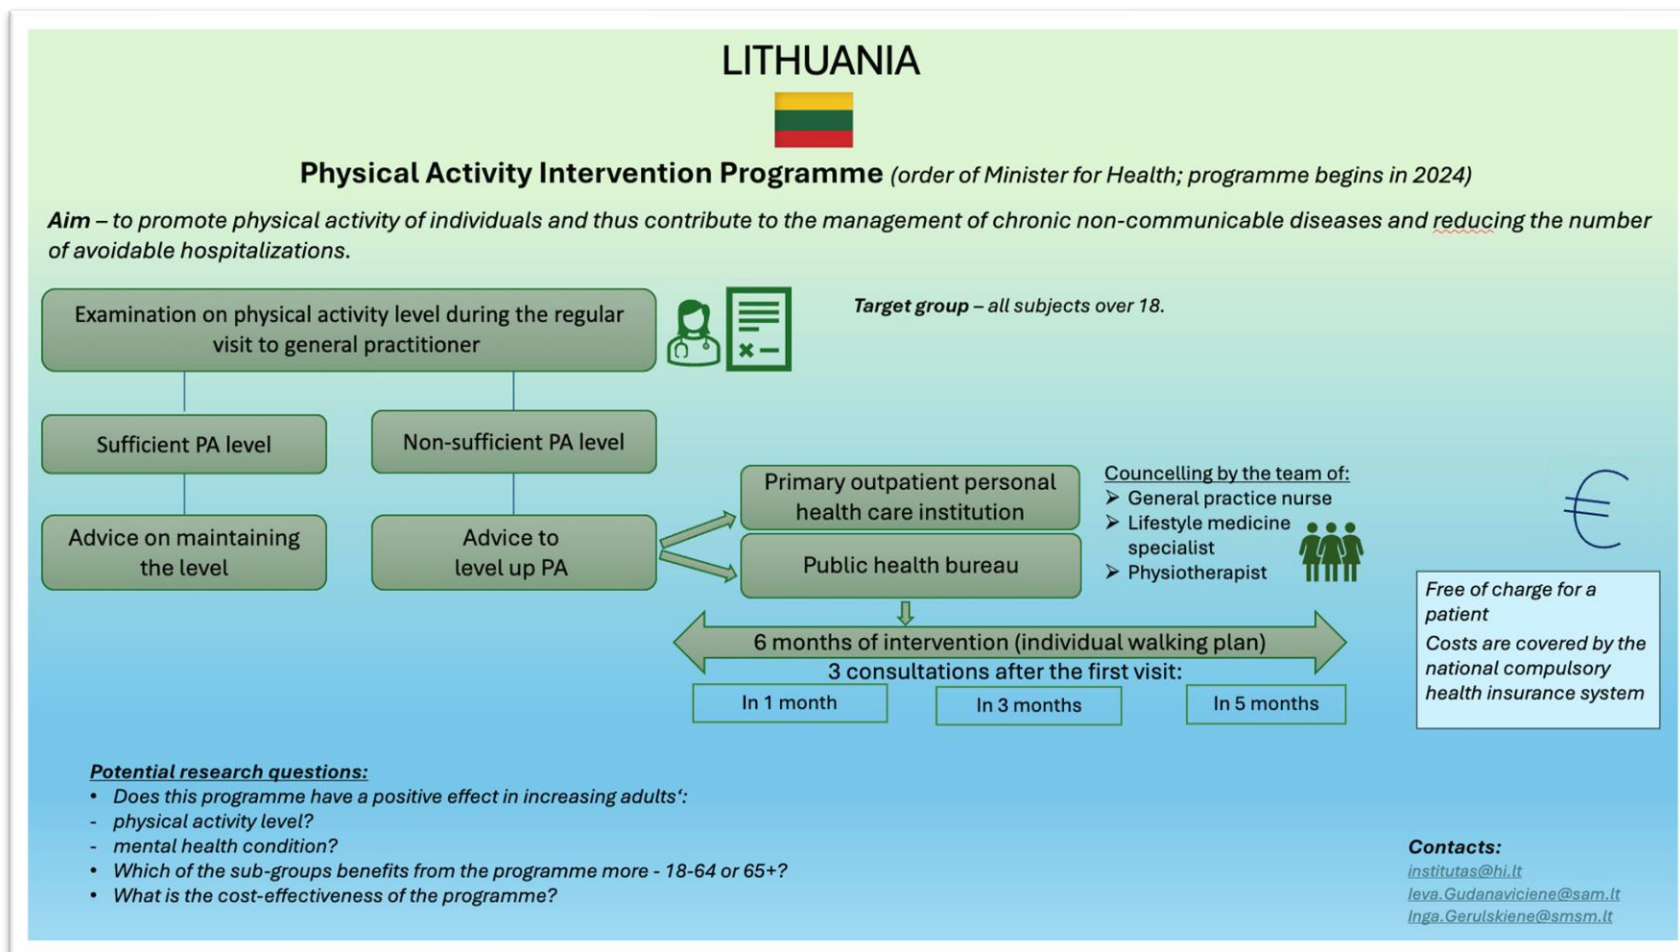 LITHUANIA
Physical Activity Intervention Programme (order of Minister for Health; programme begins in 2024)
Aim – to promote physical activity of individuals and thus contribute to the management of chronic non-communicable diseases and reducing the number
of avoidable hospitalizations.
Examination on physical activity level during the regular
visit to general practitioner
Target group – all subjects over 18.
Sufficient PA level
Non-sufficient PA level
Advice on maintaining
the level
Advice to
level up PA
Primary outpatient personal
health care institution
Public health bureau
Councelling by the team of:
➢ General practice nurse
➢ Lifestyle medicine
specialist
➢ Physiotherapist
€
Free of charge for a
patient
Costs are covered by the
national compulsory
health insurance system
6 months of intervention (individual walking plan)
3 consultations after the first visit:
In 1 month
In 3 months
In 5 months
Potential research questions:
• Does this programme have a positive effect in increasing adults‘:
- physical activity level?
- mental health condition?
• Which of the sub-groups benefits from the programme more - 18-64 or 65+?
• What is the cost-effectiveness of the programme?
Contacts:
institutas@hi.lt
Ieva.Gudanaviciene@sam.lt
Inga.Gerulskiene@smsm.lt